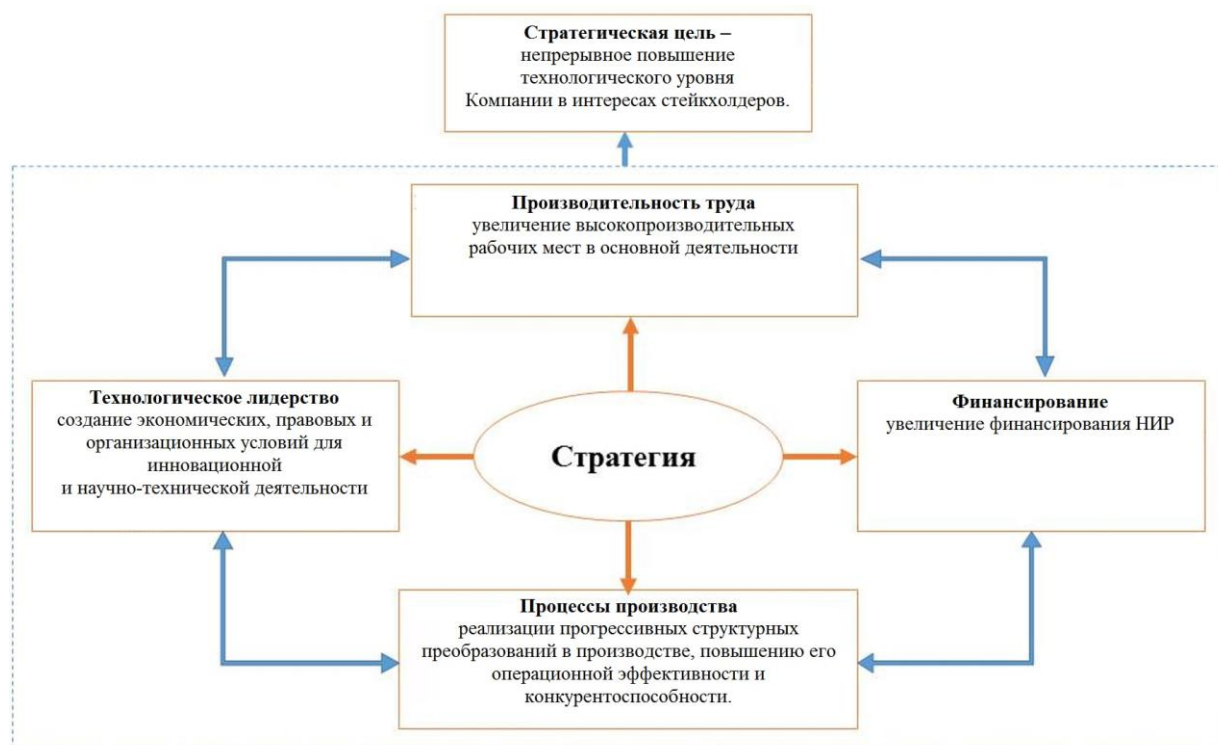 Стратегическая цель –
непрерывное повышение
технологического уровня
Компании в интересах стейкхолдеров.
Производительность труда
увеличение высокопроизводительных
рабочих мест в основной деятельности
Технологическое лидерство
создание экономических, правовых и
организационных условий для
инновационной
и научно-технической деятельности
Стратегия
Финансирование
увеличение финансирования НИР
Процессы производства
реализации прогрессивных структурных
преобразований в производстве, повышению его
операционной эффективности и
конкурентоспособности.